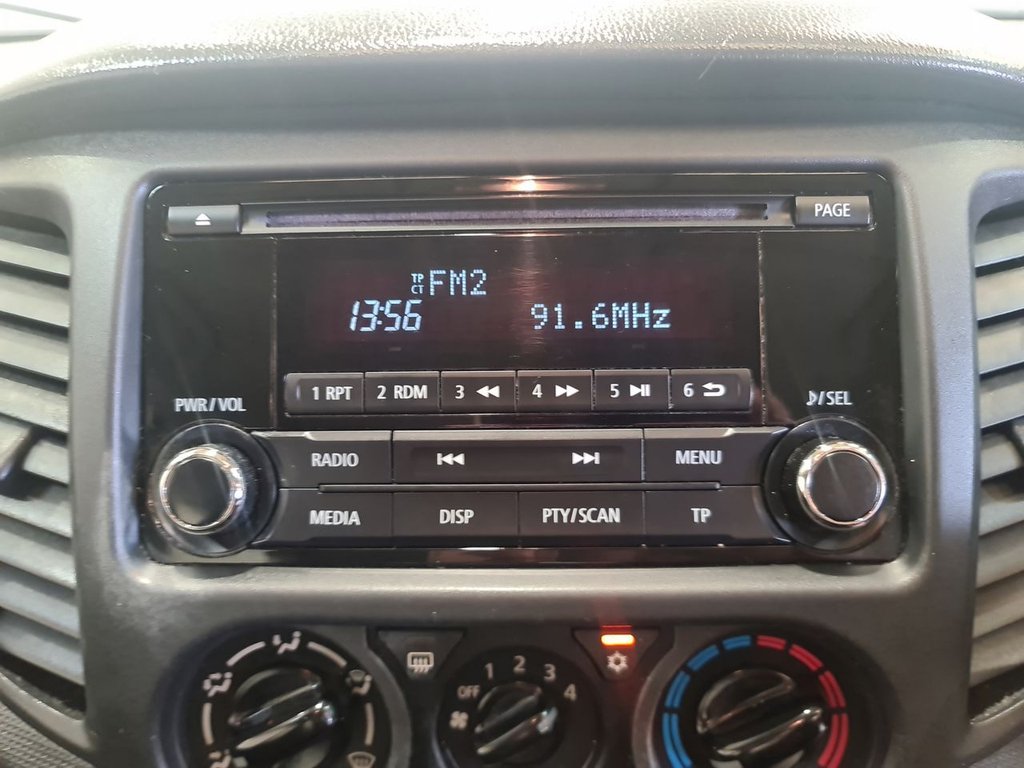 PAGE
TP
CT FM2
13:56 91.6MHz
1 RPT 2 RDM 3 4 5 6
PWR/VOL ♪/SEL
RADIO MENU
MEDIA DISP PTY/SCAN TP
OFF 1 2 3 4